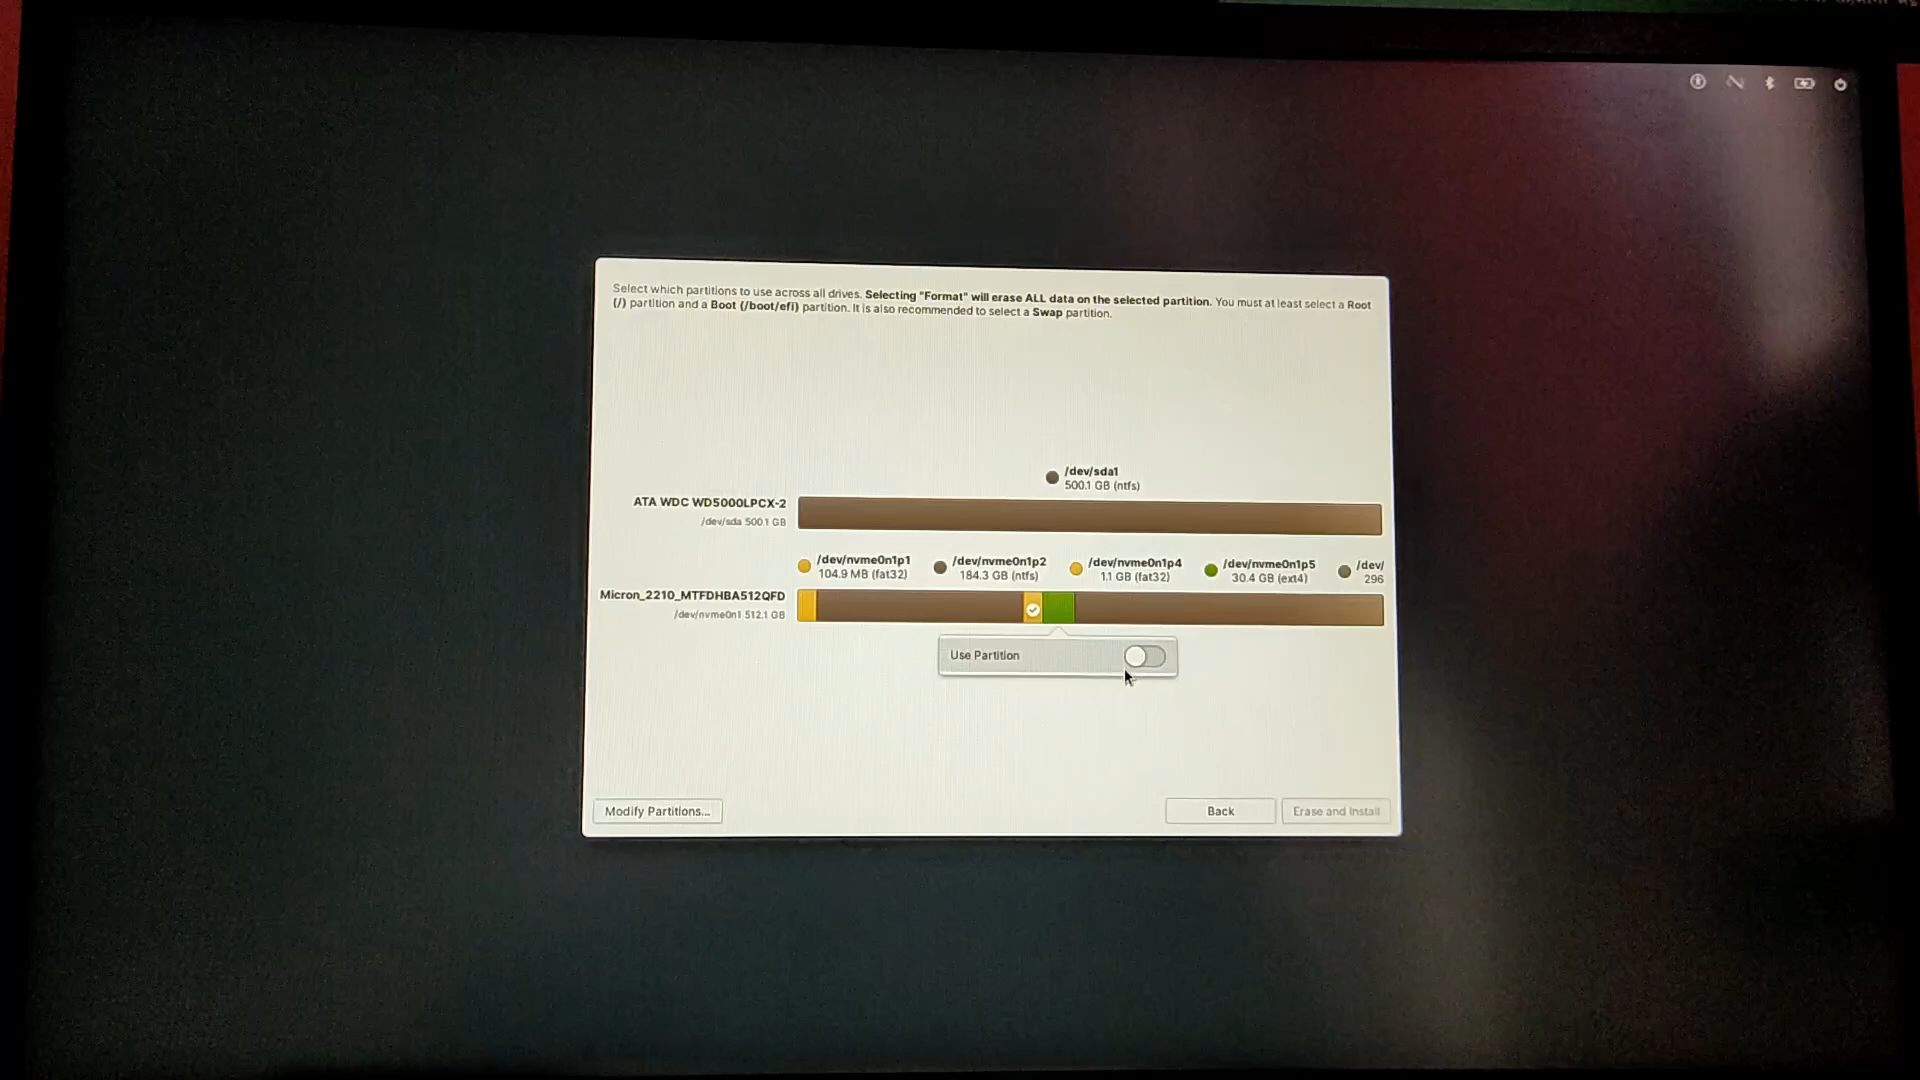 Select which partitions to use across all drives. Selecting "Format" will erase ALL data on the selected partition. You must at least select a Root
(/) partition and a Boot (/boot/efi) partition. It is also recommended to select a Swap partition.
/dev/sda1
500.1 GB (ntfs)
ATA WDC WD5000LPCX-2
/dev/sda 500.1 GB
/dev/nvme0n1p1
104.9 MB (fat32)
/dev/nvme0n1p2
184.3 GB (ntfs)
/dev/nvme0n1p4
1.1 GB (fat32)
/dev/nvme0n1p5
30.4 GB (ext4)
/dev/
296
Micron_2210_MTFDHBA512QFD
/dev/nvme0n1 512.1 GB
Use Partition
Modify Partitions...
Back
Erase and Install